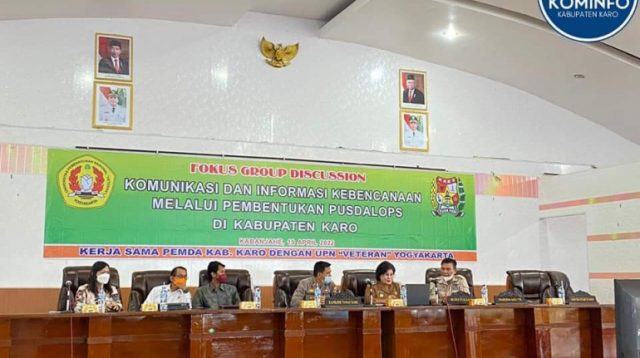 KOMINFO
KABUPATEN KARO
FOKUS GROUP DISCUSSION
KOMUNIKASI DAN INFORMASI KEBENCANAAN
MELALUI PEMBENTUKAN PUSDALOPS
DI KABUPATEN KARO
KABANJAHE, 19 APRIL 2022
KERJA SAMA PEMDA KAB. KARO DENGAN UPN "VETERAN" YOGYAKARTA